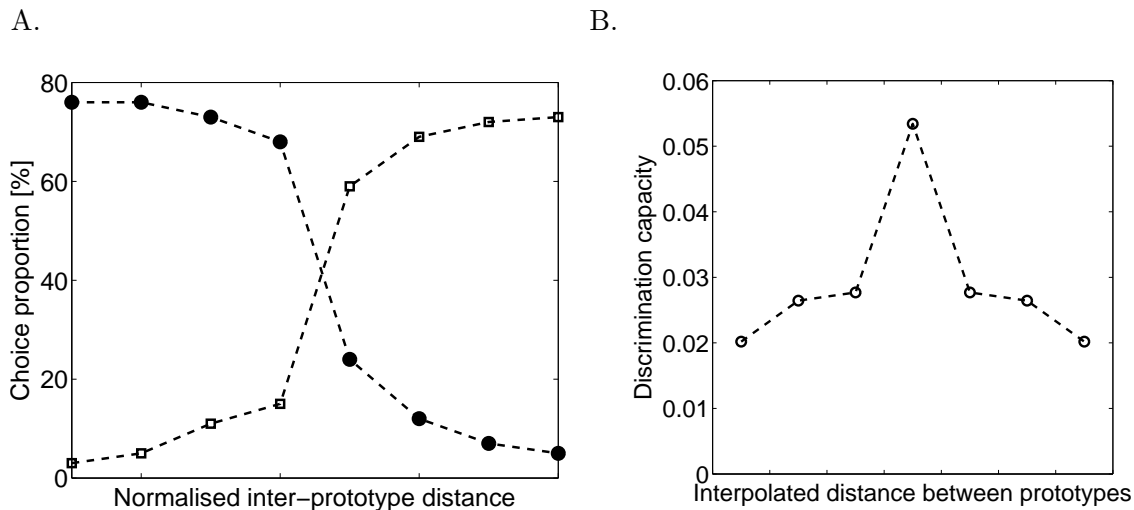 A.
B.
80
60
40
20
0
Choice proportion [%]
Normalised inter−prototype distance
0.06
0.05
0.04
0.03
0.02
0.01
0
Discrimination capacity
Interpolated distance between prototypes